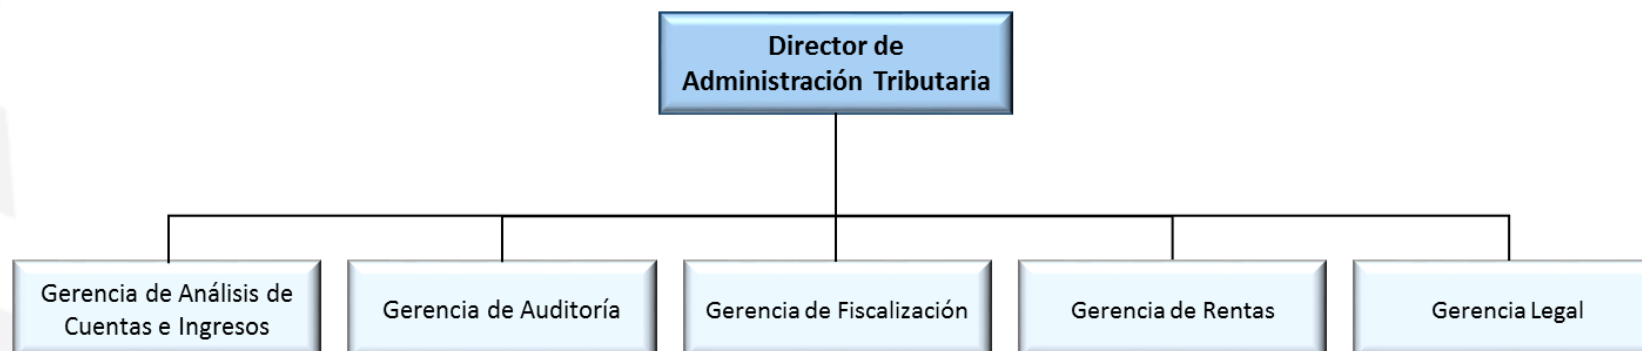 Director de
Administración Tributaria
Gerencia de Análisis de
Cuentas e Ingresos
Gerencia de Auditoría
Gerencia de Fiscalización
Gerencia de Rentas
Gerencia Legal